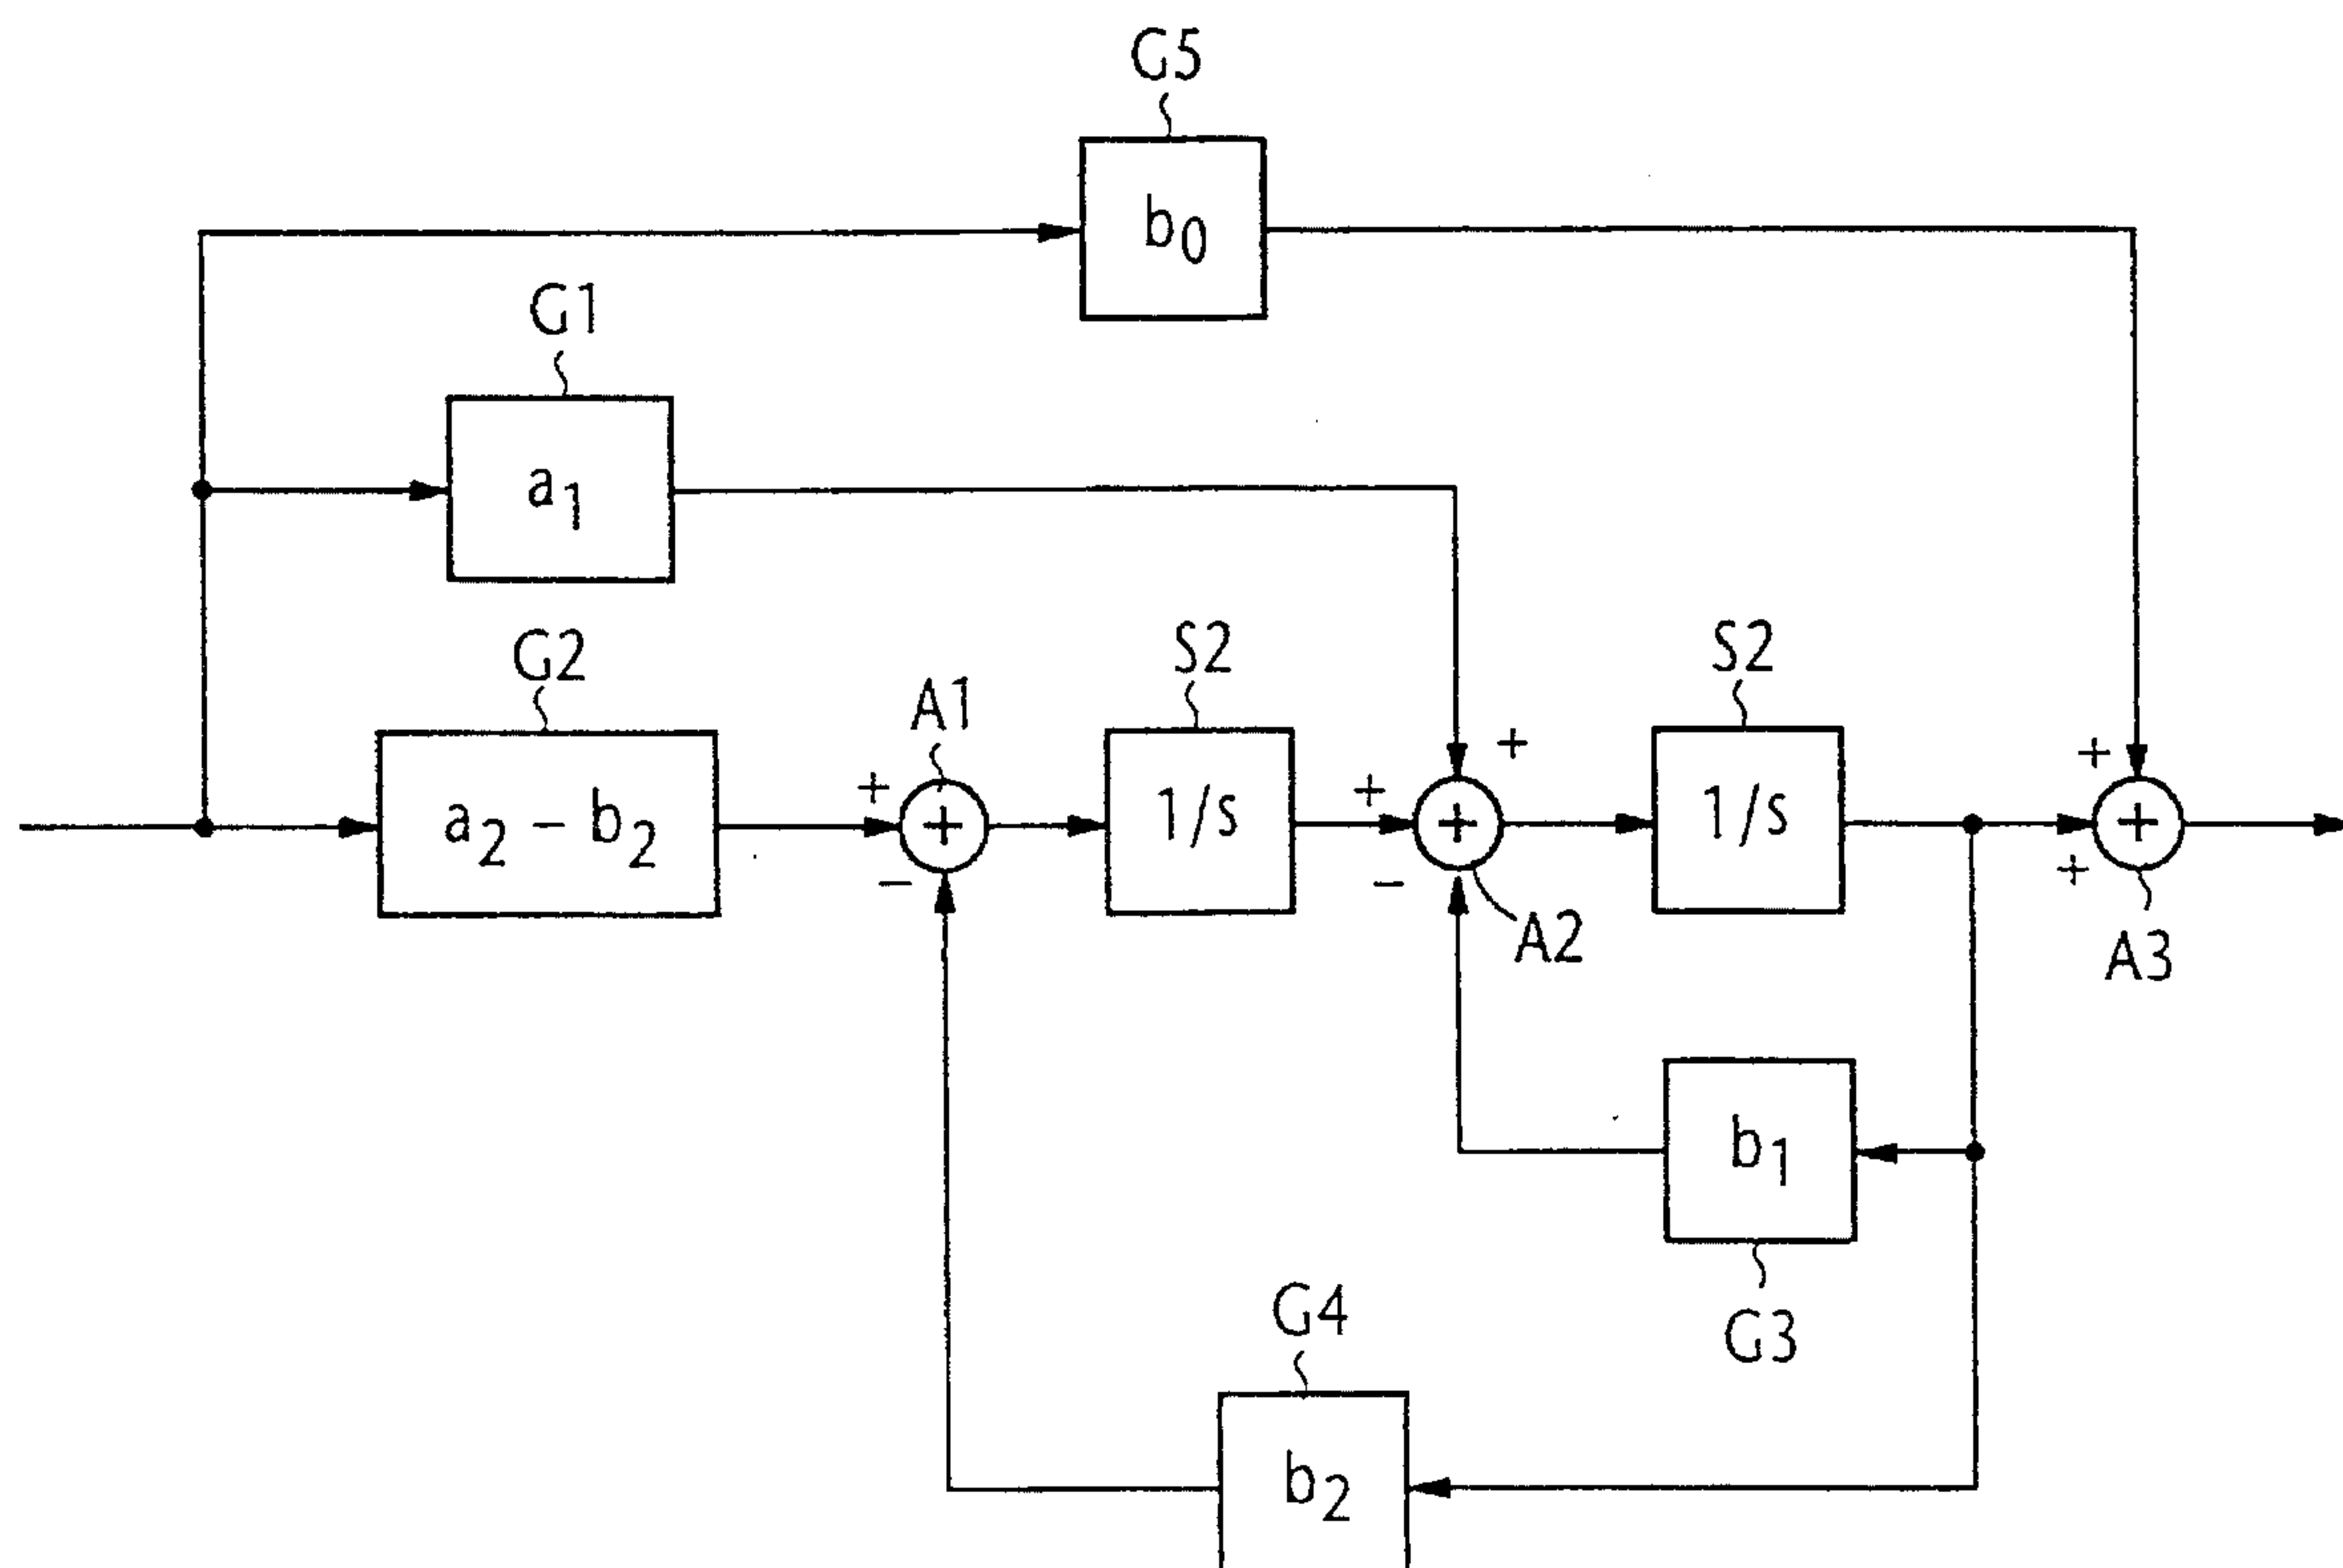 G5
b0
G1
a1
G2
A1
S2
S2
a2 − b2
+
−
+
1/s
+
−
+
+
1/s
+
+
+
A2
A3
b1
G3
G4
b2